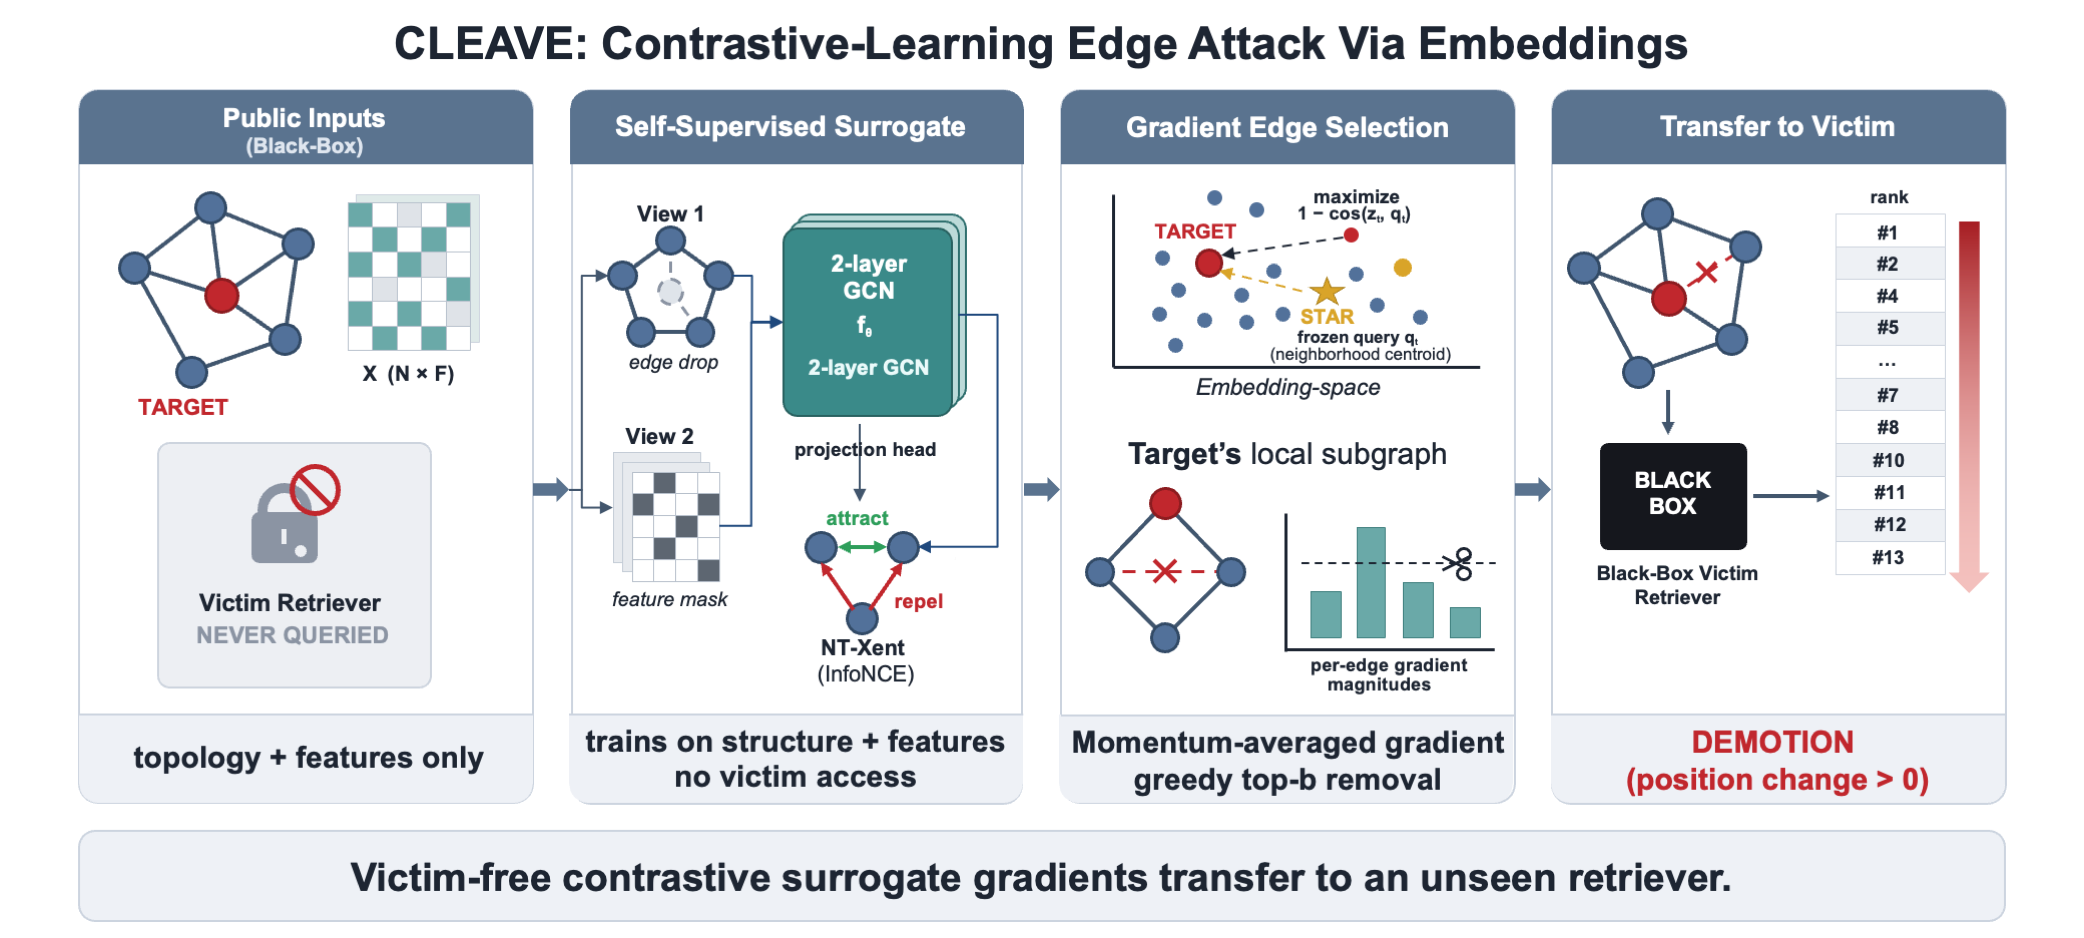 CLEAVE: Contrastive-Learning Edge Attack Via Embeddings
Public Inputs
(Black-Box)
X (N × F)
TARGET
Victim Retriever
NEVER QUERIED
topology + features only
Self-Supervised Surrogate
View 1
edge drop
2-layer
GCN
fθ
2-layer GCN
View 2
feature mask
projection head
attract
repel
NT-Xent
(InfoNCE)
trains on structure + features
no victim access
Gradient Edge Selection
maximize
1 − cos(zₜ, qₜ)
TARGET
STAR
frozen query qₜ
(neighborhood centroid)
Embedding-space
Target’s local subgraph
per-edge gradient
magnitudes
Momentum-averaged gradient
greedy top-b removal
Transfer to Victim
BLACK
BOX
Black-Box Victim
Retriever
rank
#1
#2
#4
#5
...
#7
#8
#10
#11
#12
#13
DEMOTION
(position change > 0)
Victim-free contrastive surrogate gradients transfer to an unseen retriever.